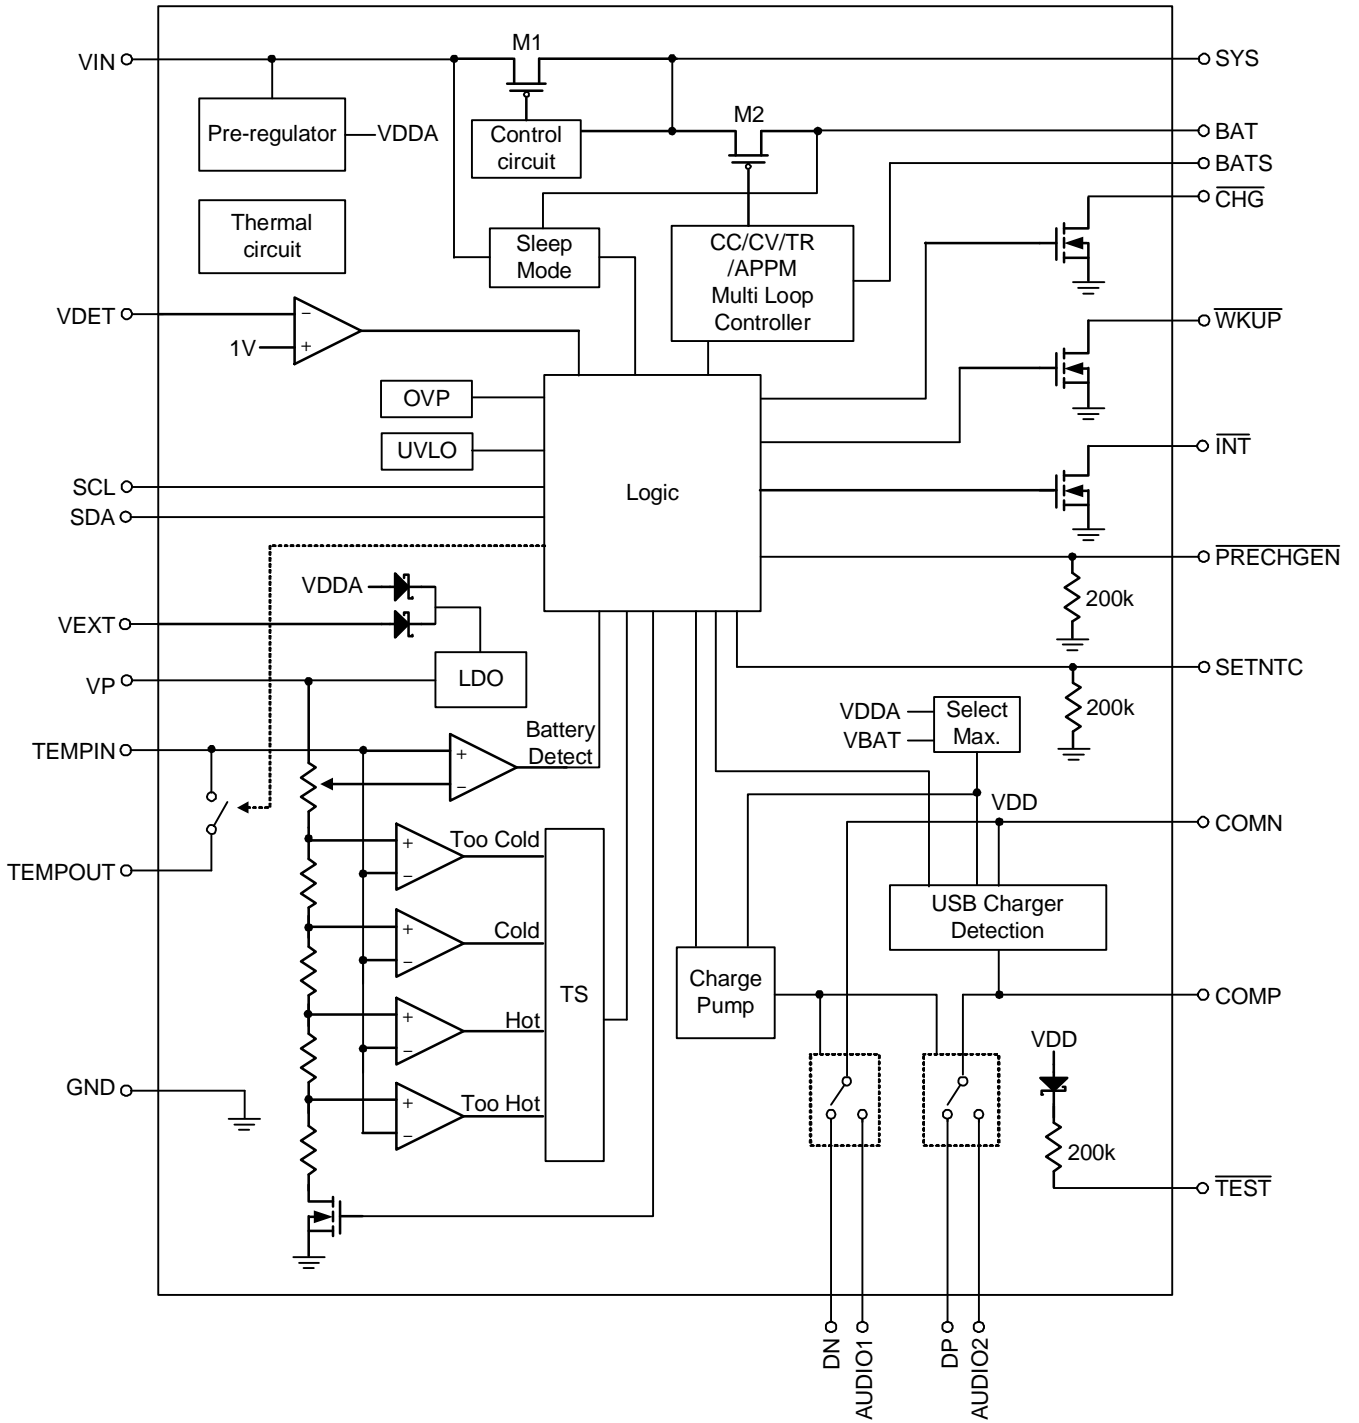 M1
VIN
SYS
M2
Pre-regulator
VDDA
Control
circuit
BAT
BATS
CHG
Thermal
circuit
Sleep
Mode
CC/CV/TR
/APPM
Multi Loop
Controller
VDET
−
+
1V
WKUP
OVP
UVLO
INT
SCL
SDA
Logic
PRECHGEN
200k
VDDA
VEXT
LDO
VP
SETNTC
200k
VDDA
VBAT
Select
Max.
Battery
Detect
TEMPIN
+
−
VDD
COMN
Too Cold
+
−
TEMPOUT
USB Charger
Detection
Cold
+
−
TS
Charge
Pump
COMP
Hot
+
−
VDD
GND
Too Hot
+
−
200k
TEST
DN
AUDIO1
DP
AUDIO2